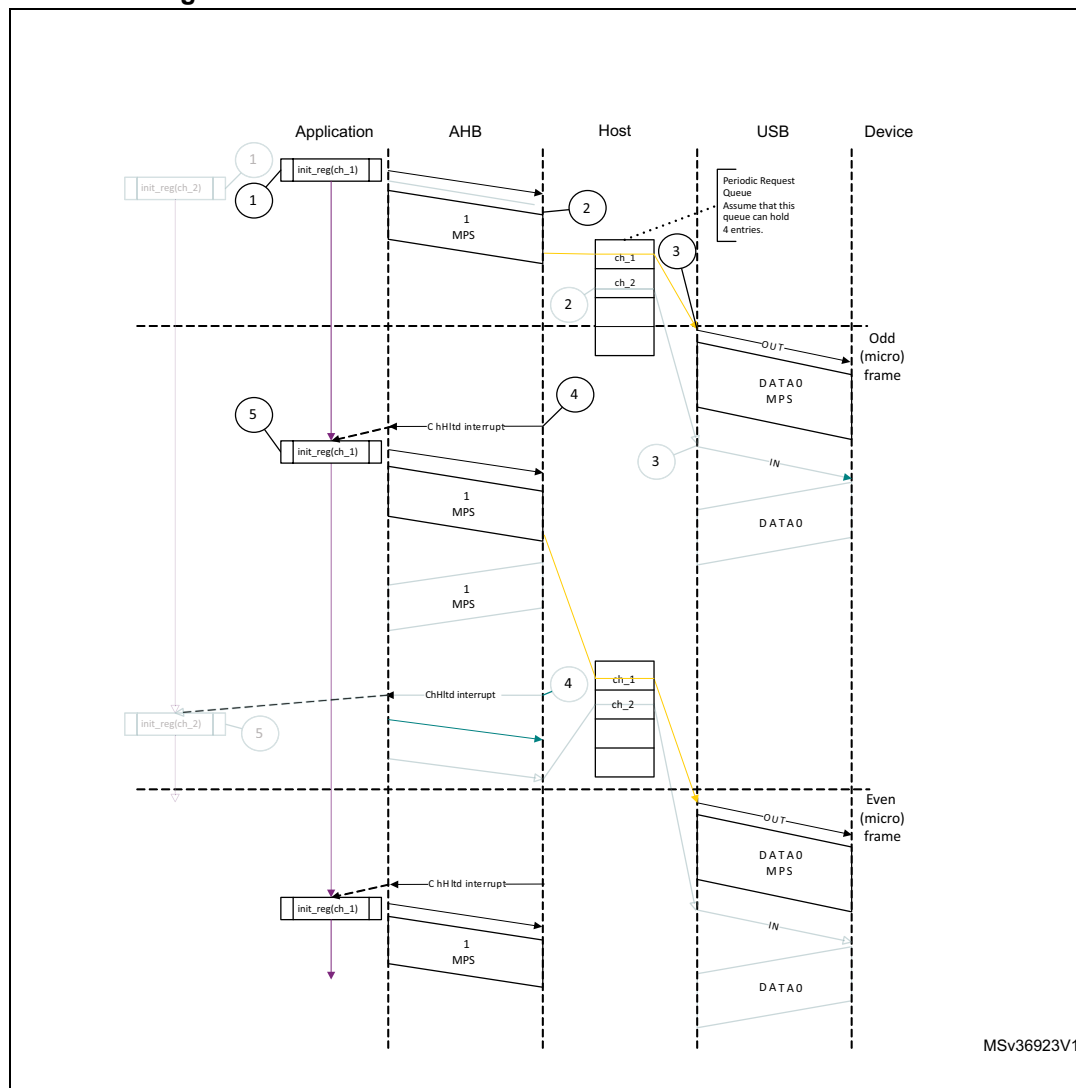 Application AHB Host USB Device
1
init_reg(ch_1)
init_reg(ch_2)
1
2
1
MPS
Periodic Request
Queue
Assume that this
queue can hold
4 entries.
3
ch_1
ch_2
2
Odd
(micro)
frame
OUT
DATA0
MPS
4
5
ChHltd interrupt
init_reg(ch_1)
3
IN
1
MPS
DATA0
1
MPS
ch_1
4
ChHltd interrupt
ch_2
init_reg(ch_2)
5
Even
(micro)
frame
OUT
DATA0
MPS
ChHltd interrupt
init_reg(ch_1)
IN
1
MPS
DATA0
MSv36923V1